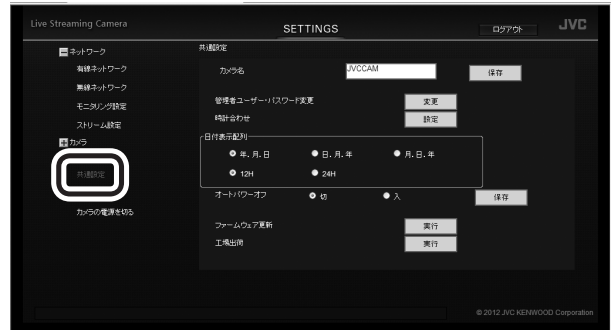 Live Streaming Camera
SETTINGS
ログアウト
JVC
ネットワーク
有線ネットワーク
無線ネットワーク
モニタリング設定
ストリーム設定
カメラ
共通設定
カメラの電源を切る
共通設定
カメラ名
JVCCAM
保存
管理者ユーザー・パスワード変更
変更
時計合わせ
設定
日付表示配列
年.月.日
日.月.年
月.日.年
12H
24H
オートパワーオフ
切
入
保存
ファームウェア更新
実行
工場出荷
実行
© 2012 JVC KENWOOD Corporation